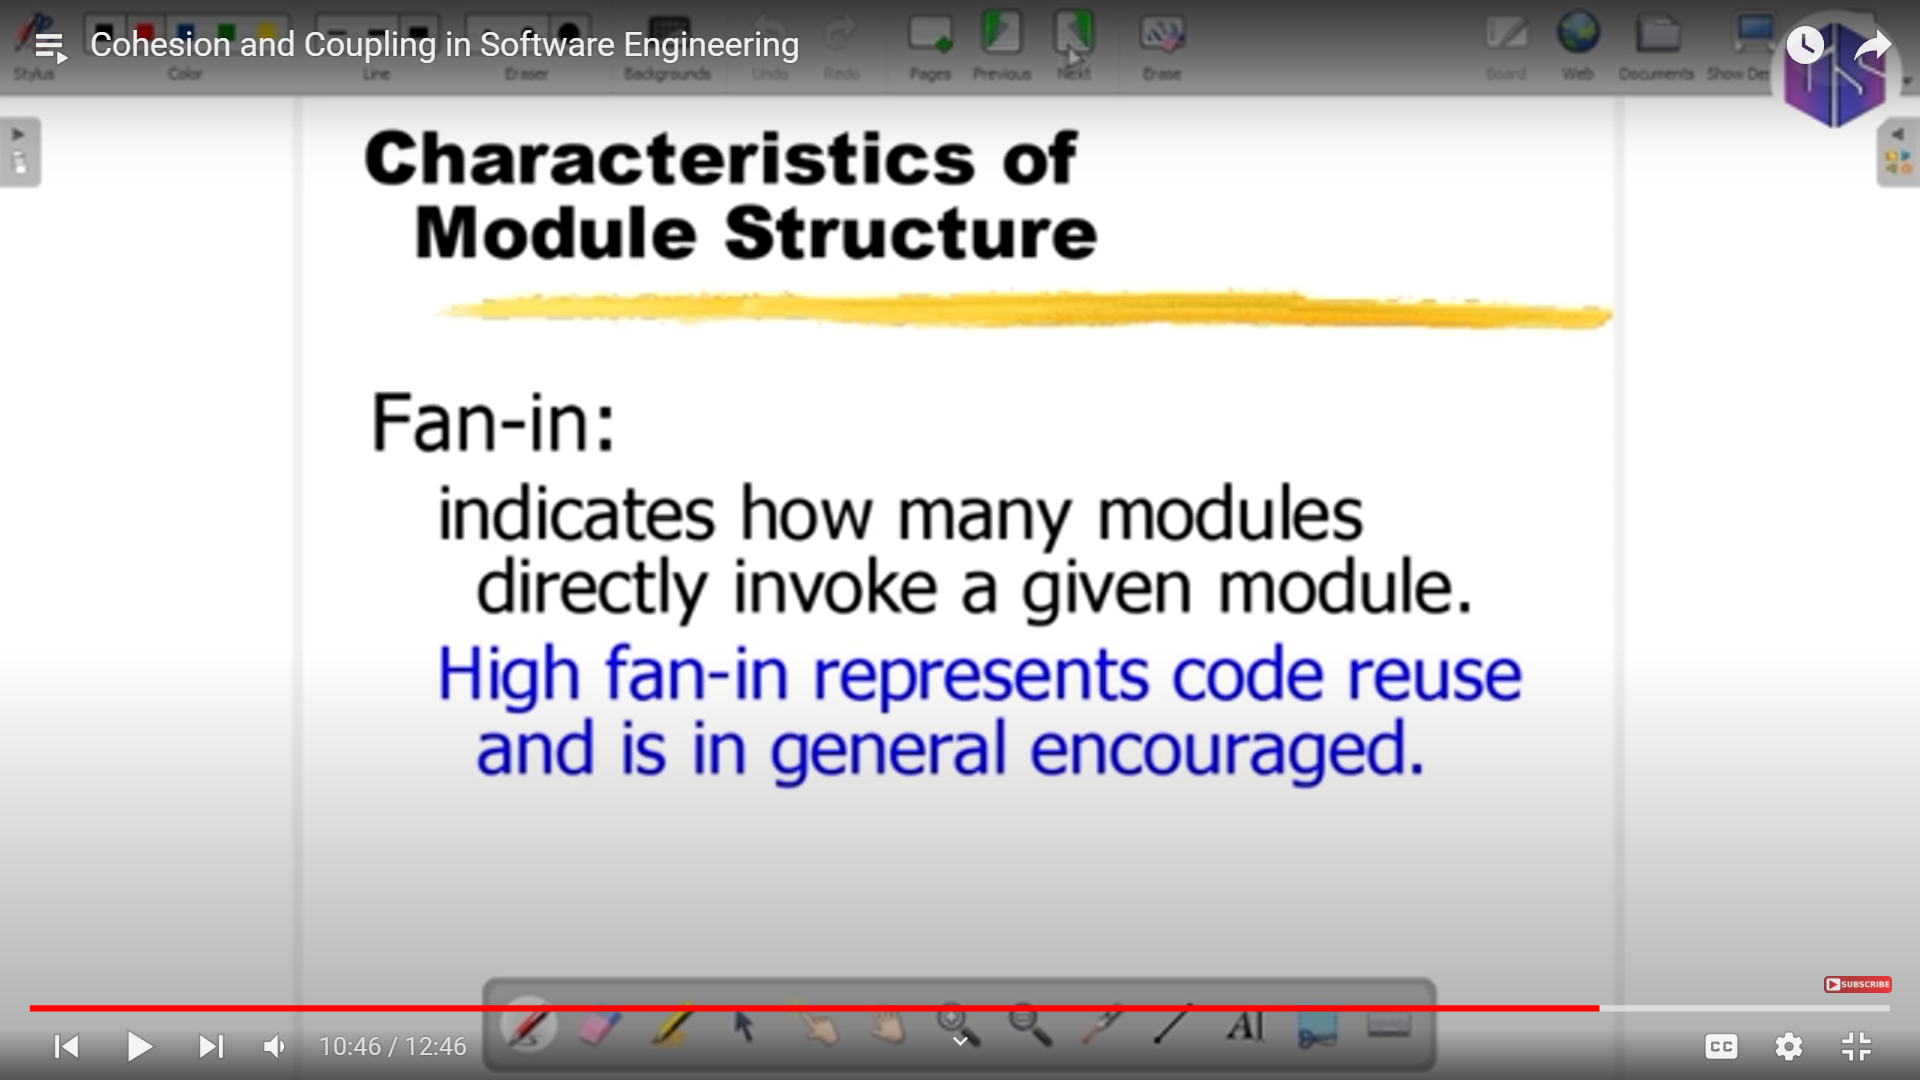 Cohesion and Coupling in Software Engineering
Stylus
Color
Line
Eraser
Backgrounds
Undo
Redo
Pages
Previous
Next
Erase
Board
Web
Documents
Characteristics of
Module Structure
Fan-in:
indicates how many modules
directly invoke a given module.
High fan-in represents code reuse
and is in general encouraged.
SUBSCRIBE
AI
10:46 / 12:46
CC